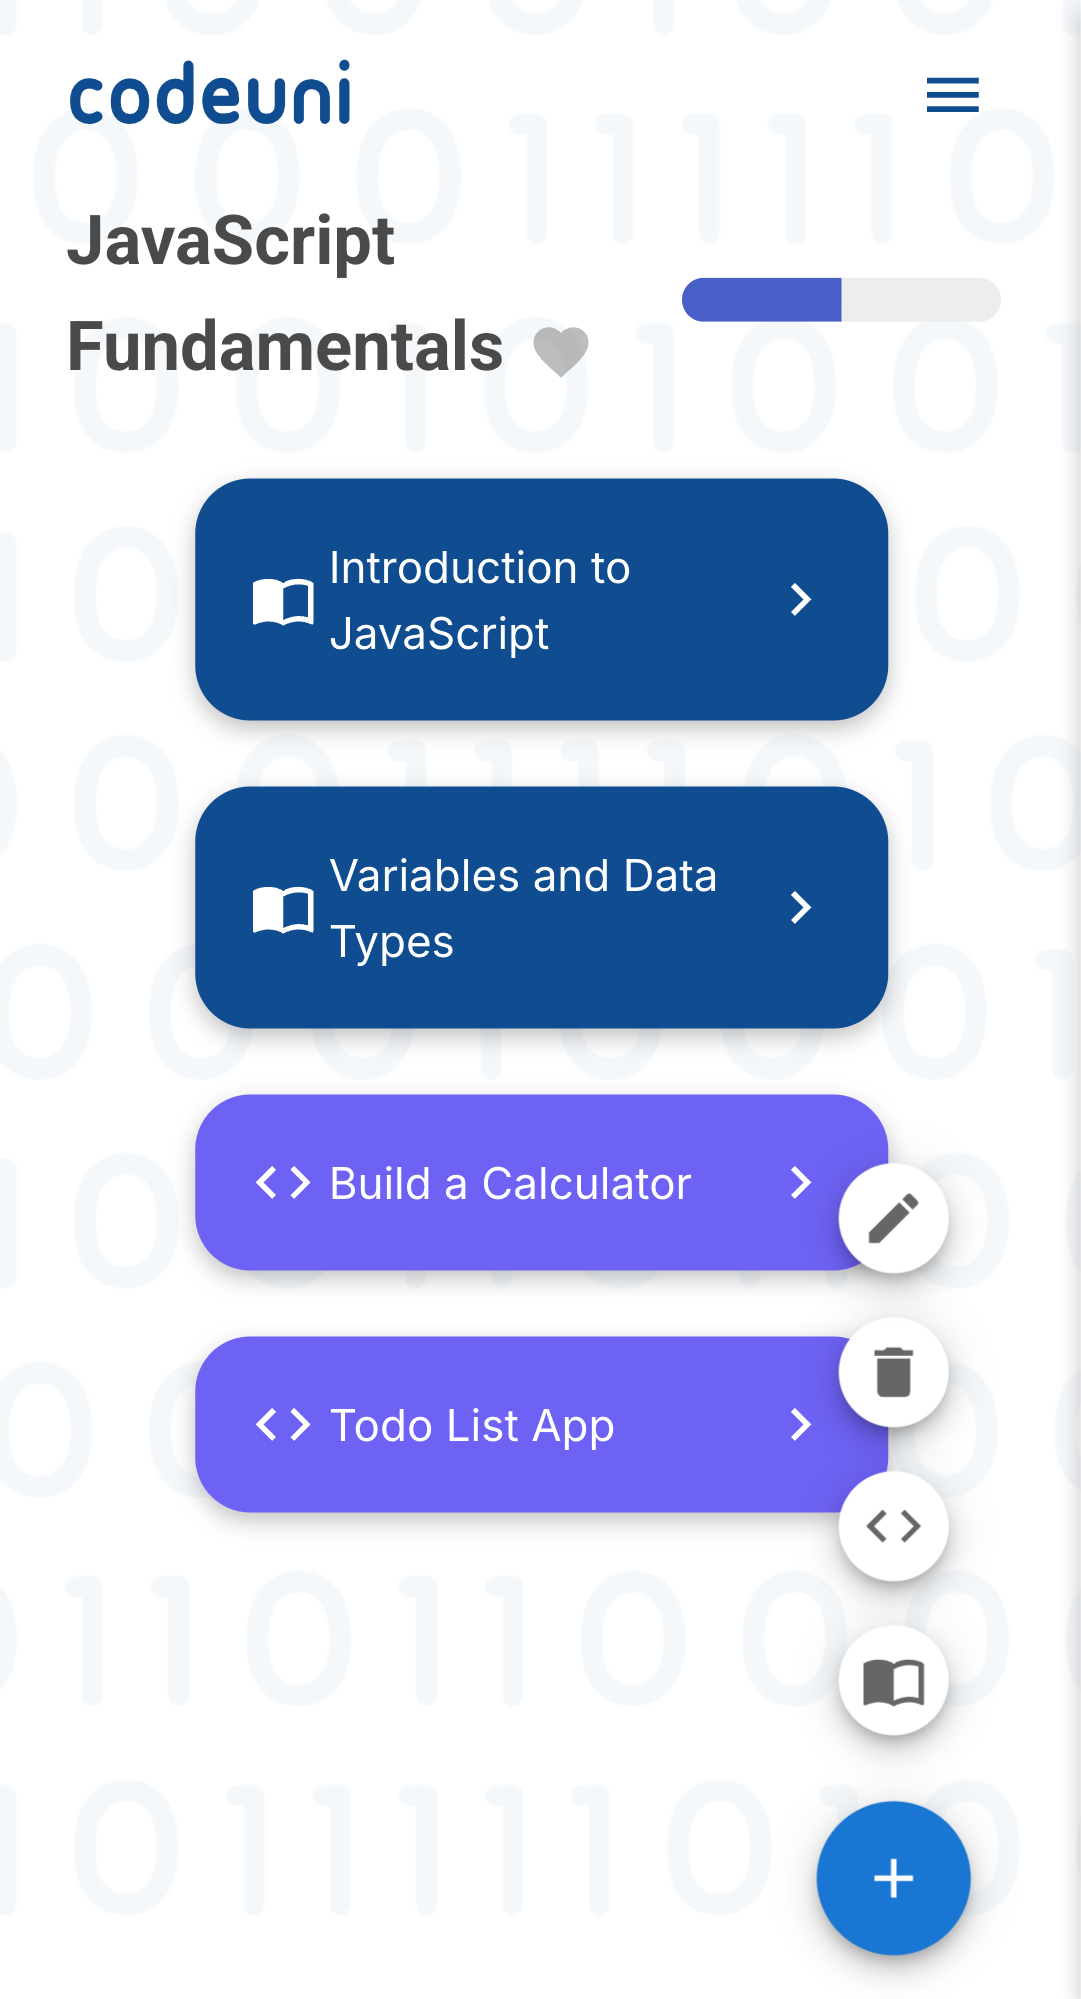 codeuni
JavaScript
Fundamentals
Introduction to
JavaScript
Variables and Data
Types
Build a Calculator
Todo List App